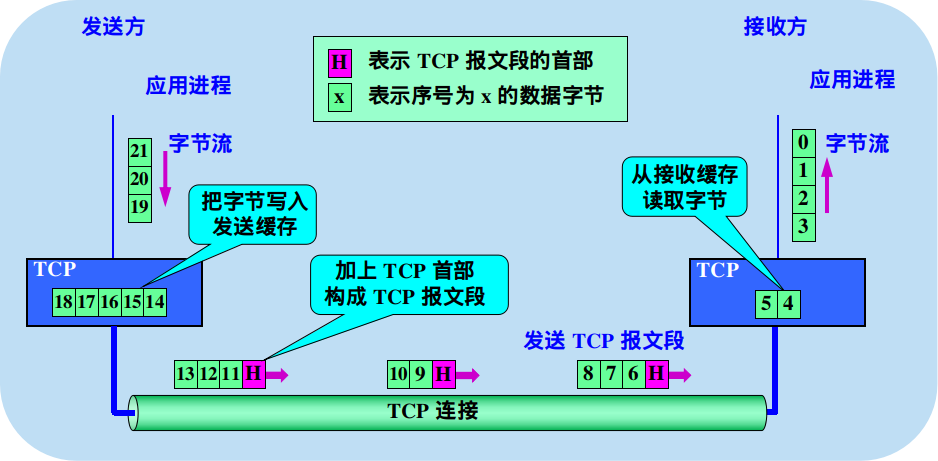 发送方
接收方
H 表示 TCP 报文段的首部
x 表示序号为 x 的数据字节
应用进程
应用进程
字节流
字节流
21
20
19
0
1
2
3
把字节写入
发送缓存
从接收缓存
读取字节
TCP
TCP
18 17 16 15 14
5 4
加上 TCP 首部
构成 TCP 报文段
发送 TCP 报文段
13 12 11 H
10 9 H
8 7 6 H
TCP 连接